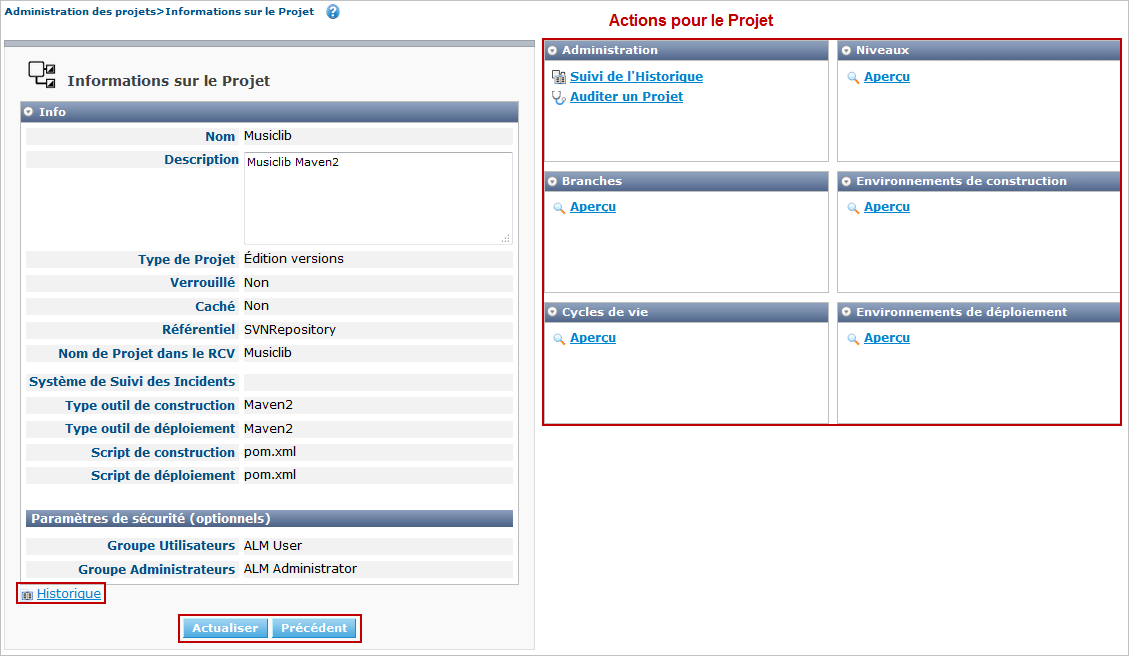 Administration des projets>Informations sur le Projet
Informations sur le Projet
Info
Nom Musiclib
Description Musiclib Maven2
Type de Projet Édition versions
Verrouillé Non
Caché Non
Référentiel SVNRepository
Nom de Projet dans le RCV Musiclib
Système de Suivi des Incidents
Type outil de construction Maven2
Type outil de déploiement Maven2
Script de construction pom.xml
Script de déploiement pom.xml
Paramètres de sécurité (optionnels)
Groupe Utilisateurs ALM User
Groupe Administrateurs ALM Administrator
Historique
Actualiser Précédent
Actions pour le Projet
Administration
Suivi de l'Historique
Auditer un Projet
Niveaux
Aperçu
Branches
Aperçu
Environnements de construction
Aperçu
Cycles de vie
Aperçu
Environnements de déploiement
Aperçu